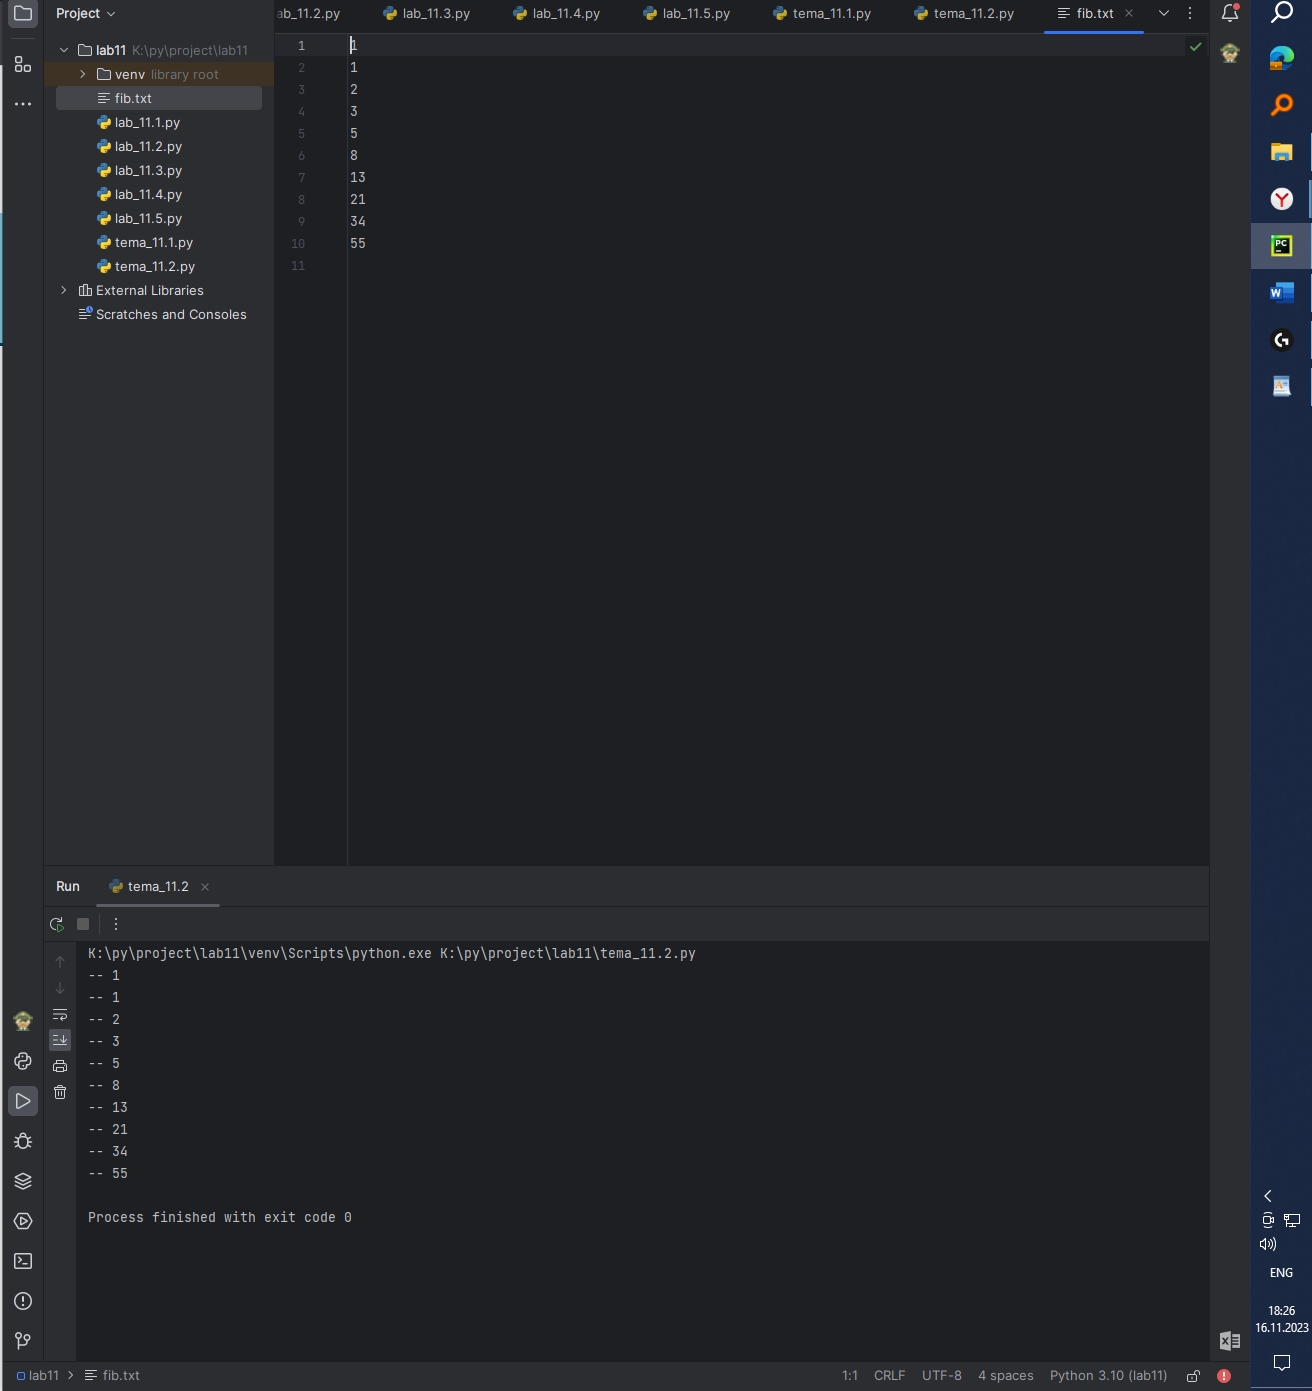 Project
ab_11.2.py
lab_11.3.py
lab_11.4.py
lab_11.5.py
tema_11.1.py
tema_11.2.py
fib.txt
lab11 K:\py\project\lab11
venv library root
fib.txt
lab_11.1.py
lab_11.2.py
lab_11.3.py
lab_11.4.py
lab_11.5.py
tema_11.1.py
tema_11.2.py
External Libraries
Scratches and Consoles
1 1
2 1
3 2
4 3
5 5
6 8
7 13
8 21
9 34
10 55
11
Run tema_11.2
K:\py\project\lab11\venv\Scripts\python.exe K:\py\project\lab11\tema_11.2.py
-- 1
-- 1
-- 2
-- 3
-- 5
-- 8
-- 13
-- 21
-- 34
-- 55
Process finished with exit code 0
lab11 > fib.txt
1:1 CRLF UTF-8 4 spaces Python 3.10 (lab11)
PC
W
ENG
18:26
16.11.2023